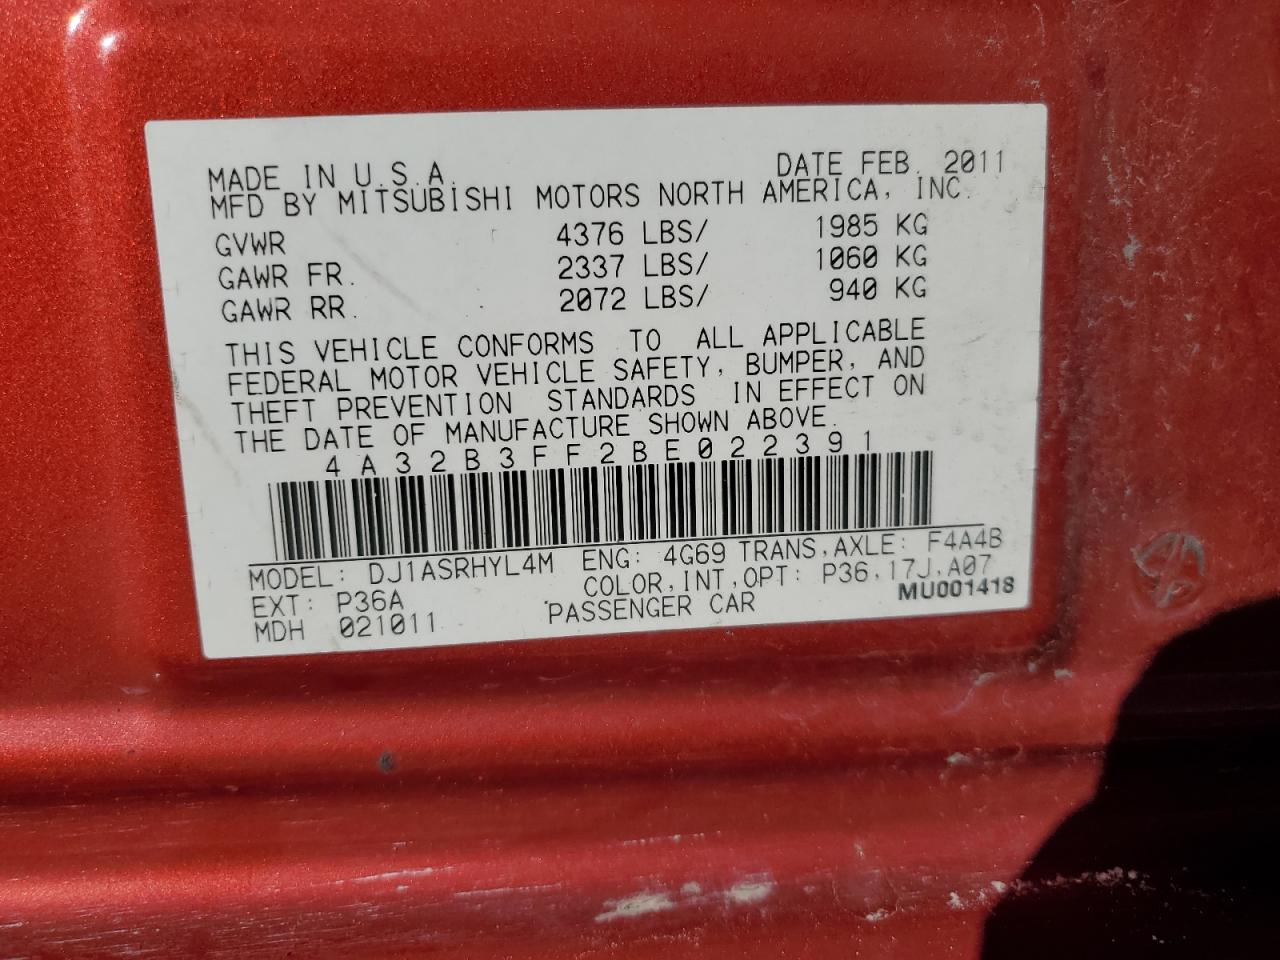 MADE IN U.S.A. DATE FEB. 2011
MFD BY MITSUBISHI MOTORS NORTH AMERICA, INC.
GVWR 4376 LBS/ 1985 KG
GAWR FR. 2337 LBS/ 1060 KG
GAWR RR. 2072 LBS/ 940 KG
THIS VEHICLE CONFORMS TO ALL APPLICABLE
FEDERAL MOTOR VEHICLE SAFETY, BUMPER, AND
THEFT PREVENTION STANDARDS IN EFFECT ON
THE DATE OF MANUFACTURE SHOWN ABOVE.
4A32B3FF2BE022391
MODEL: DJ1ASRHYL4M ENG: 4G69 TRANS,AXLE: F4A4B
EXT: P36A COLOR,INT,OPT: P36,17J,A07
MDH 021011 PASSENGER CAR MU001418